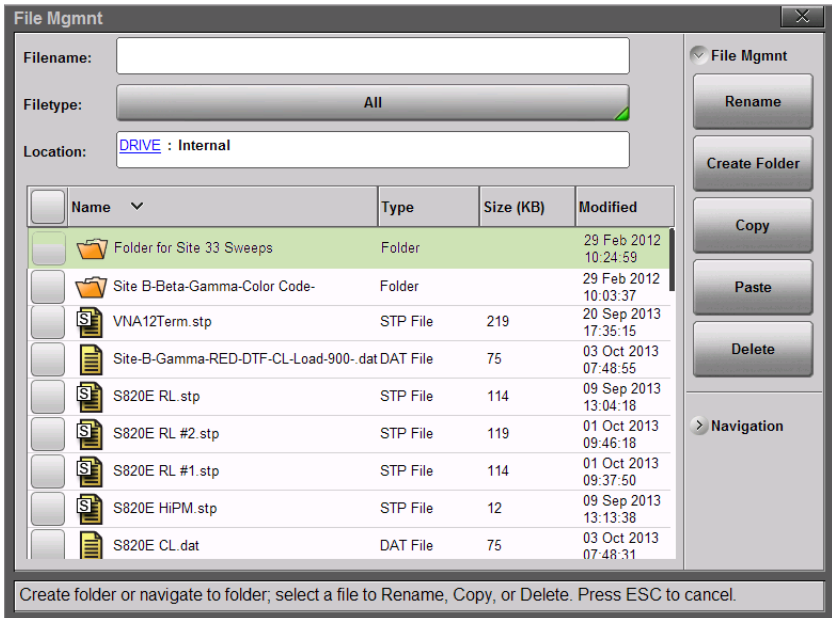 File Mgmnt
Filename:
Filetype: All
Location: DRIVE : Internal
Name Type Size (KB) Modified
Folder for Site 33 Sweeps Folder 29 Feb 2012 10:24:59
Site B-Beta-Gamma-Color Code- Folder 29 Feb 2012 10:03:37
S VNA12Term.stp STP File 219 20 Sep 2013 17:35:15
Site-B-Gamma-RED-DTF-CL-Load-900-.dat DAT File 75 03 Oct 2013 07:48:55
S S820E RL.stp STP File 114 09 Sep 2013 13:04:18
S S820E RL #2.stp STP File 119 01 Oct 2013 09:46:18
S S820E RL #1.stp STP File 114 01 Oct 2013 09:37:50
S S820E HiPM.stp STP File 12 09 Sep 2013 13:13:38
S820E CL.dat DAT File 75 03 Oct 2013 07:48:31
File Mgmnt
Rename
Create Folder
Copy
Paste
Delete
Navigation
Create folder or navigate to folder; select a file to Rename, Copy, or Delete. Press ESC to cancel.